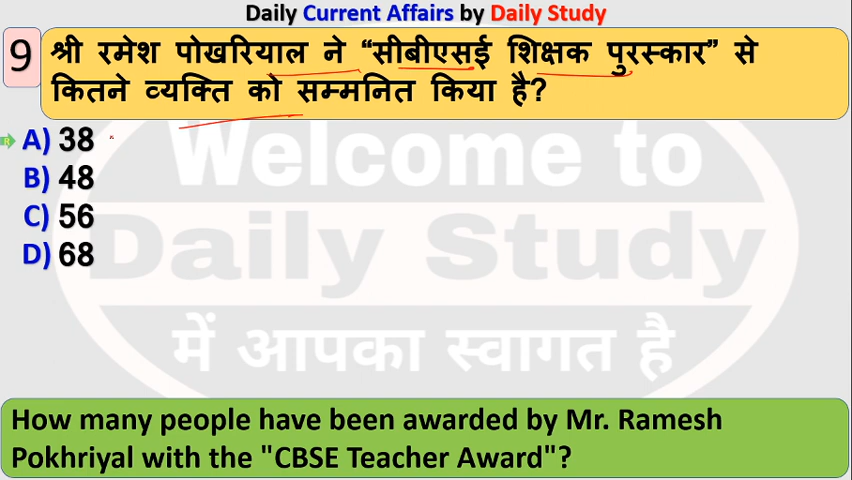 Daily Current Affairs by Daily Study
9
श्री रमेश पोखरियाल ने “सीबीएसई शिक्षक पुरस्कार” से
कितने व्यक्ति को सम्मनित किया है?
A) 38
B) 48
C) 56
D) 68
Welcome to
Daily Study
में आपका स्वागत है
How many people have been awarded by Mr. Ramesh
Pokhriyal with the "CBSE Teacher Award"?